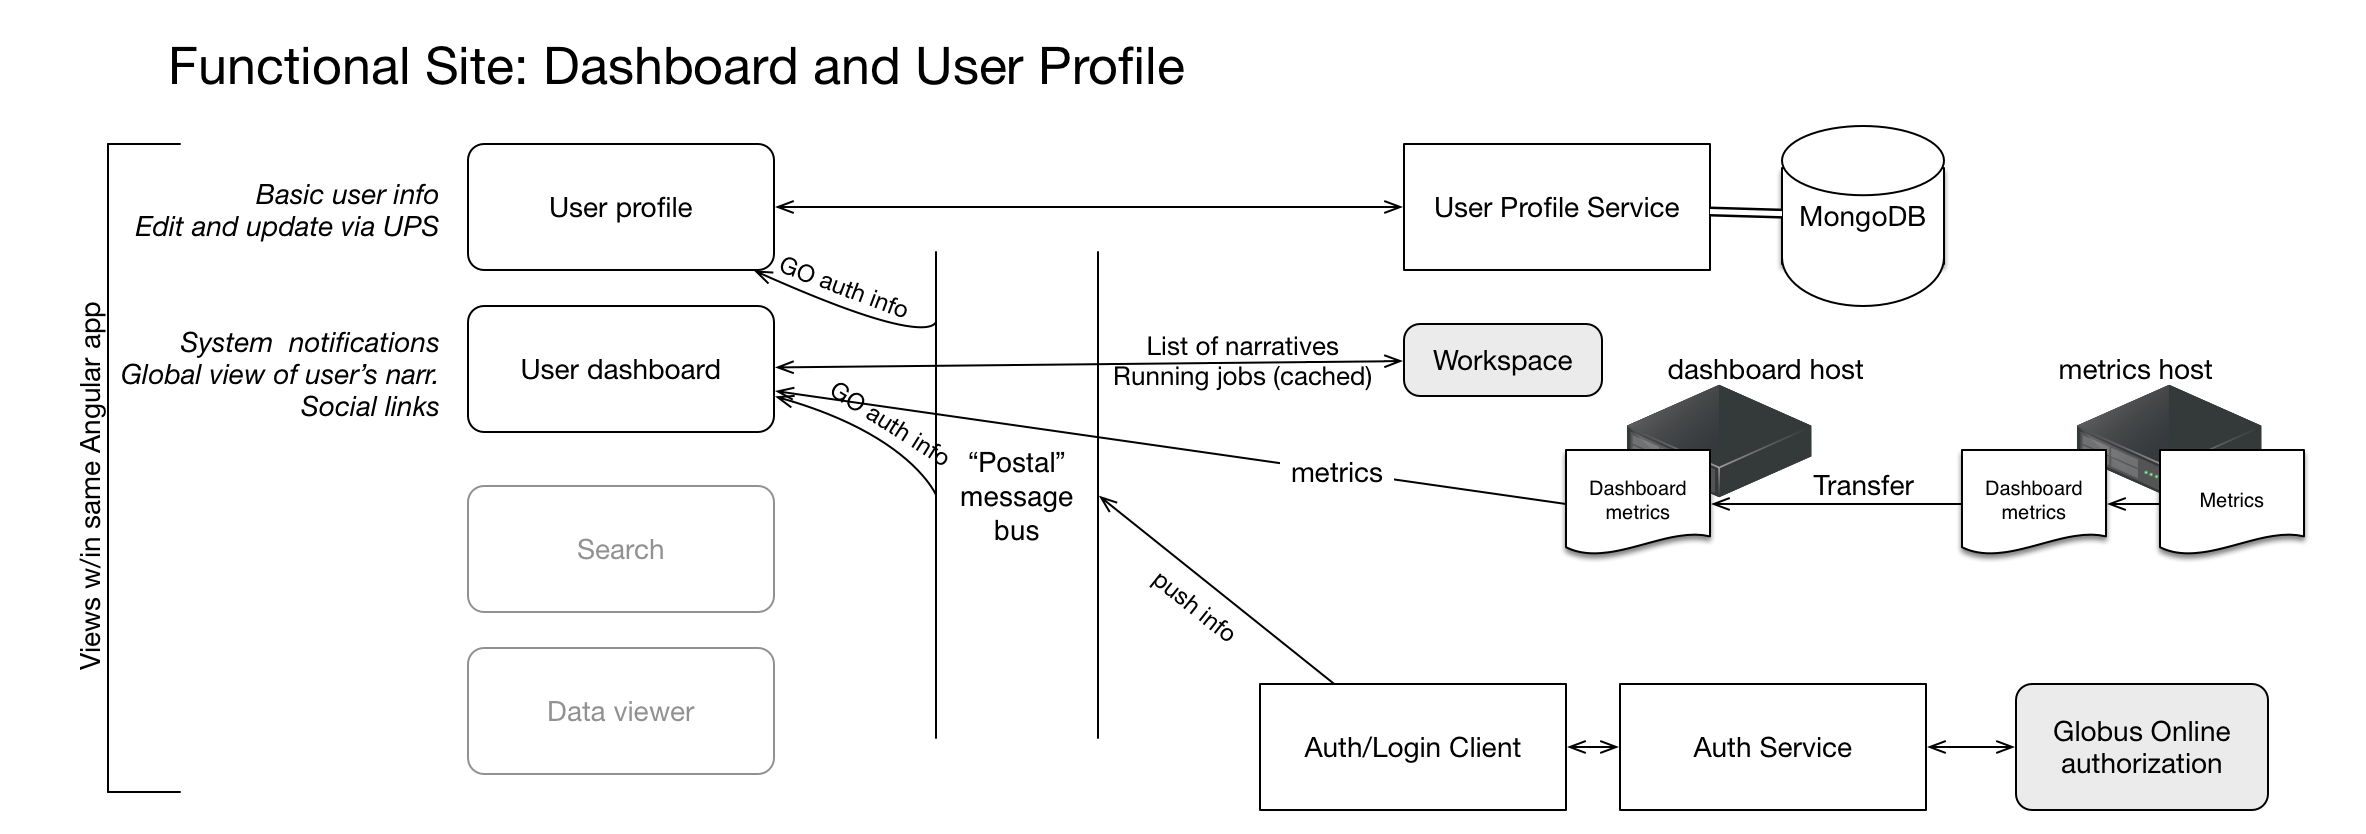 Functional Site: Dashboard and User Profile
Views w/in same Angular app
Basic user info
Edit and update via UPS
User profile
User Profile Service
MongoDB
GO auth info
System  notifications
Global view of user's narr.
Social links
User dashboard
List of narratives
Running jobs (cached)
Workspace
dashboard host
metrics host
GO auth info
“Postal”
message
bus
metrics
Dashboard
metrics
Transfer
Dashboard
metrics
Metrics
Search
push info
Data viewer
Auth/Login Client
Auth Service
Globus Online
authorization